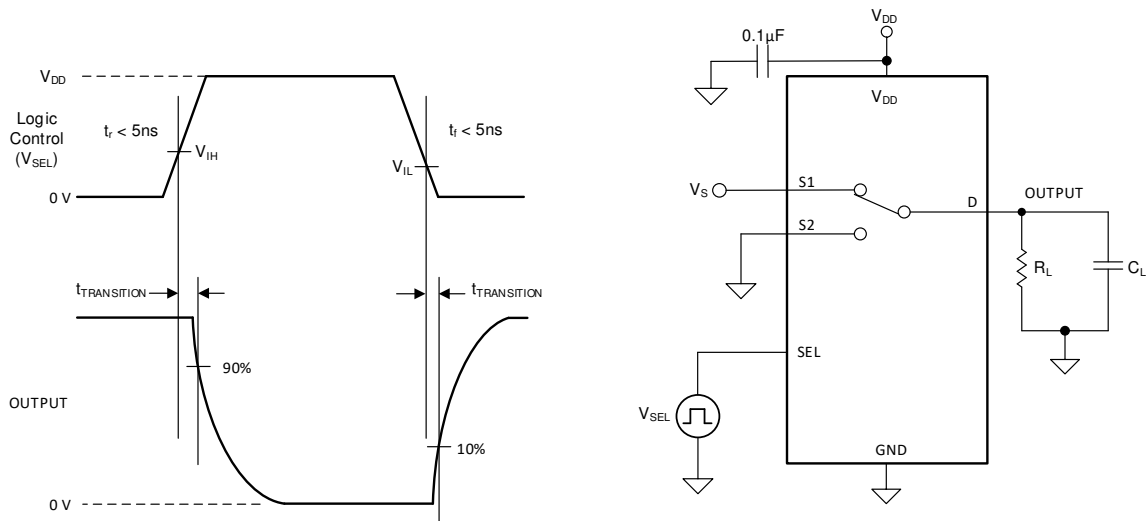 V_DD
Logic
Control
(V_SEL)
t_r < 5ns
V_IH
t_f < 5ns
V_IL
0 V
t_TRANSITION
t_TRANSITION
90%
OUTPUT
10%
0 V
V_DD
0.1µF
V_DD
V_S
S1
D
OUTPUT
S2
R_L
C_L
SEL
V_SEL
GND